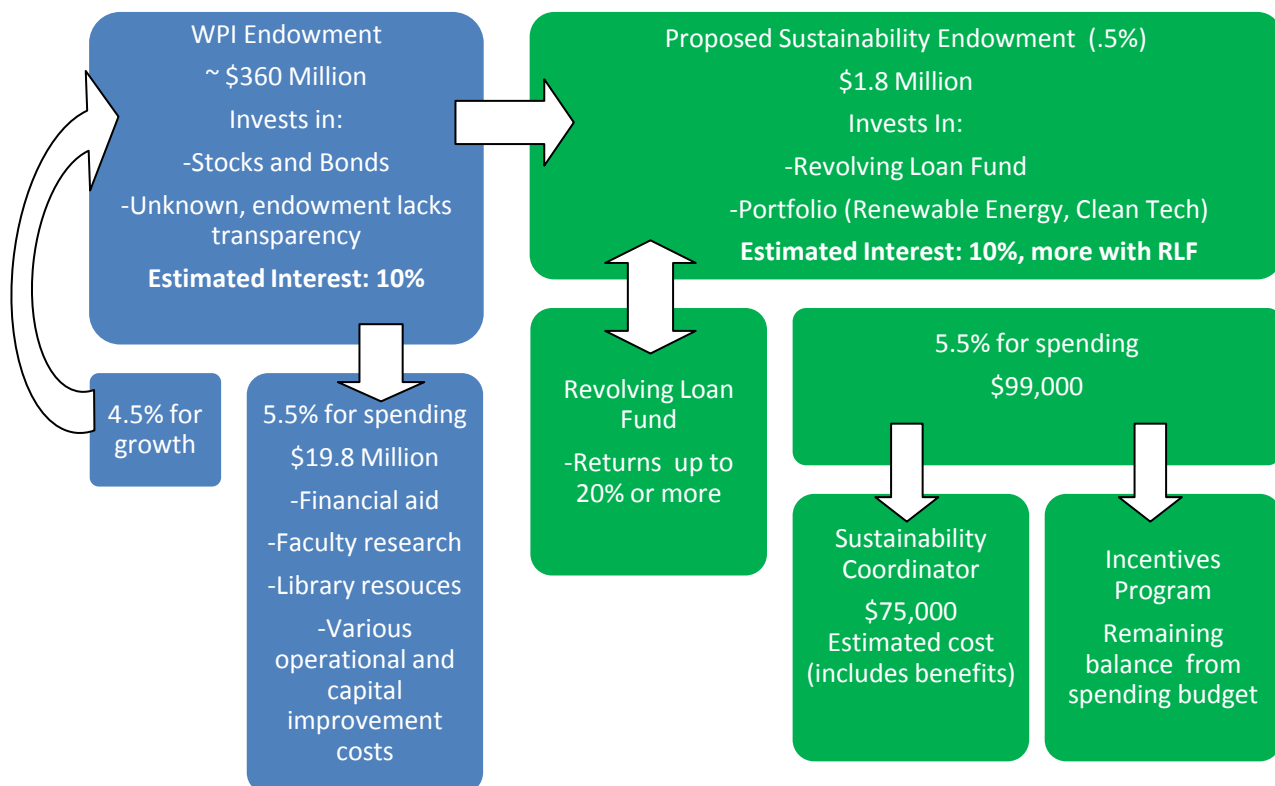 WPI Endowment
~ $360 Million
Invests in:
-Stocks and Bonds
-Unknown, endowment lacks
transparency
Estimated Interest: 10%
Proposed Sustainability Endowment (.5%)
$1.8 Million
Invests In:
-Revolving Loan Fund
-Portfolio (Renewable Energy, Clean Tech)
Estimated Interest: 10%, more with RLF
4.5% for
growth
5.5% for spending
$19.8 Million
-Financial aid
-Faculty research
-Library resouces
-Various
operational and
capital
improvement
costs
Revolving Loan
Fund
-Returns up to
20% or more
5.5% for spending
$99,000
Sustainability
Coordinator
$75,000
Estimated cost
(includes benefits)
Incentives
Program
Remaining
balance from
spending budget